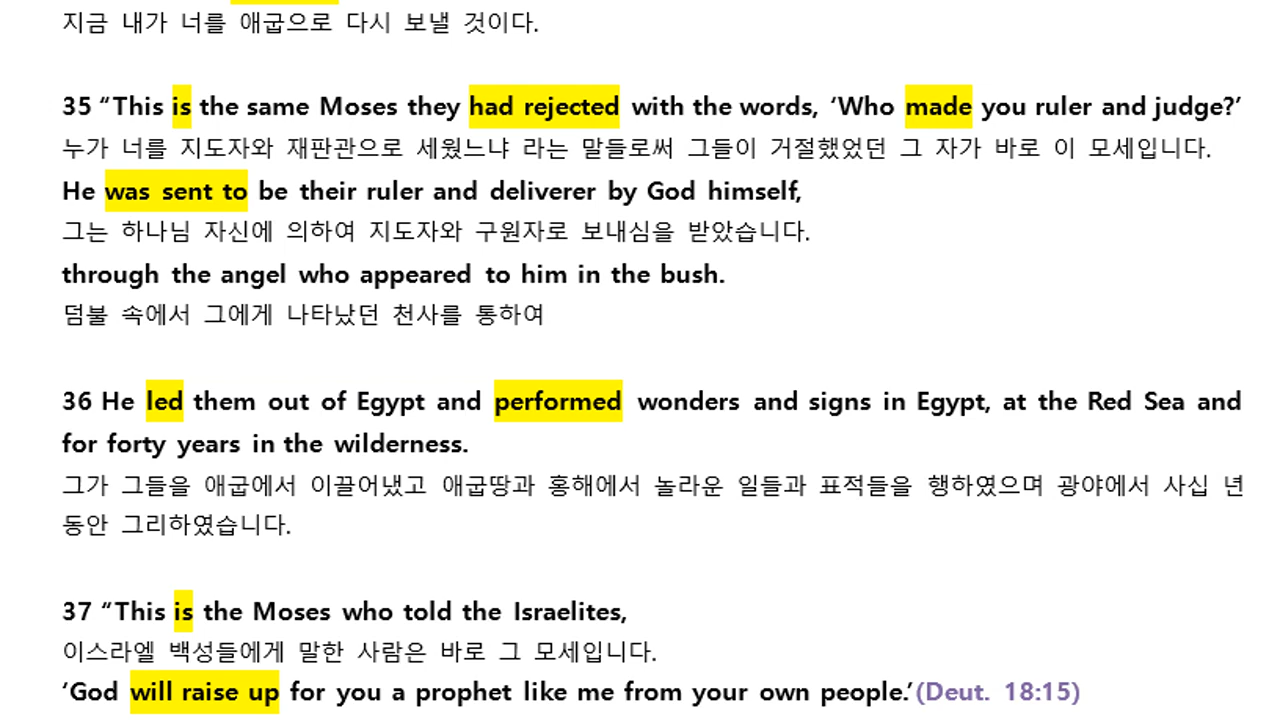 지금 내가 너를 애굽으로 다시 보낼 것이다.
35 “This is the same Moses they had rejected with the words, ‘Who made you ruler and judge?’
누가 너를 지도자와 재판관으로 세웠느냐 라는 말들로써 그들이 거절했었던 그 자가 바로 이 모세입니다.
He was sent to be their ruler and deliverer by God himself,
그는 하나님 자신에 의하여 지도자와 구원자로 보내심을 받았습니다.
through the angel who appeared to him in the bush.
덤불 속에서 그에게 나타났던 천사를 통하여
36 He led them out of Egypt and performed wonders and signs in Egypt, at the Red Sea and
for forty years in the wilderness.
그가 그들을 애굽에서 이끌어냈고 애굽땅과 홍해에서 놀라운 일들과 표적들을 행하였으며 광야에서 사십 년
동안 그리하였습니다.
37 “This is the Moses who told the Israelites,
이스라엘 백성들에게 말한 사람은 바로 그 모세입니다.
‘God will raise up for you a prophet like me from your own people.’(Deut. 18:15)